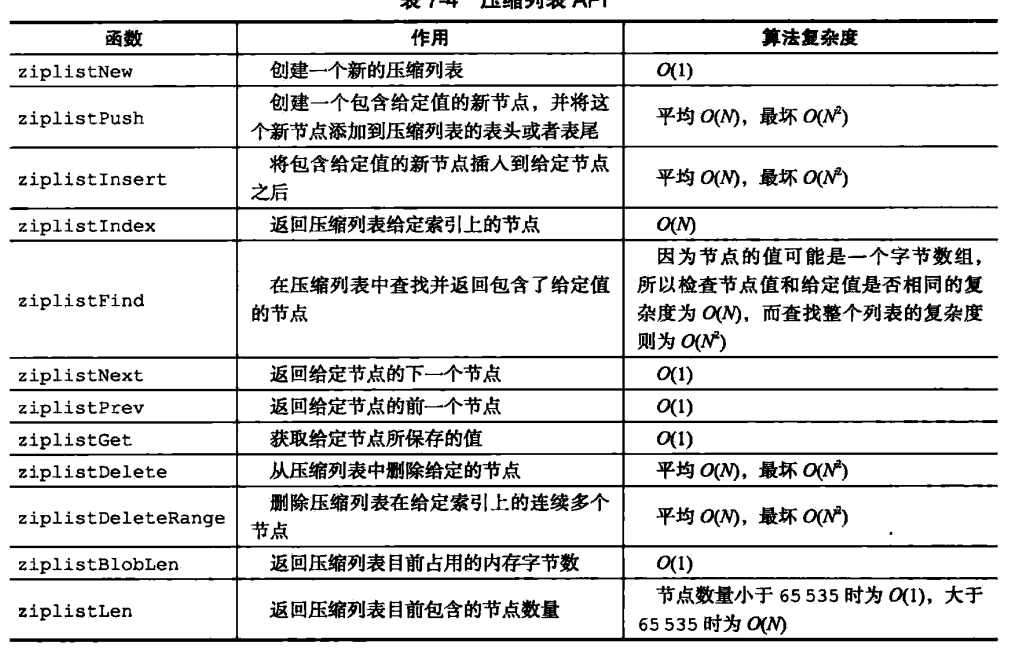 表 7-4 压缩列表 API
函数 作用 算法复杂度
ziplistNew 创建一个新的压缩列表 O(1)
ziplistPush 创建一个包含给定值的新节点，并将这
个新节点添加到压缩列表的表头或者表尾 平均 O(N)，最坏 O(N²)
ziplistInsert 将包含给定值的新节点插入到给定节点
之后 平均 O(N)，最坏 O(N²)
ziplistIndex 返回压缩列表给定索引上的节点 O(N)
ziplistFind 在压缩列表中查找并返回包含了给定值
的节点
因为节点的值可能是一个字节数组，
所以检查节点值和给定值是否相同的复
杂度为 O(N)，而查找整个列表的复杂度
则为 O(N²)
ziplistNext 返回给定节点的下一个节点 O(1)
ziplistPrev 返回给定节点的前一个节点 O(1)
ziplistGet 获取给定节点所保存的值 O(1)
ziplistDelete 从压缩列表中删除给定的节点 平均 O(N)，最坏 O(N²)
ziplistDeleteRange 删除压缩列表在给定索引上的连续多个
节点 平均 O(N)，最坏 O(N²)
ziplistBlobLen 返回压缩列表目前占用的内存字节数 O(1)
ziplistLen 返回压缩列表目前包含的节点数量 节点数量小于 65 535 时为 O(1)，大于
65 535 时为 O(N)